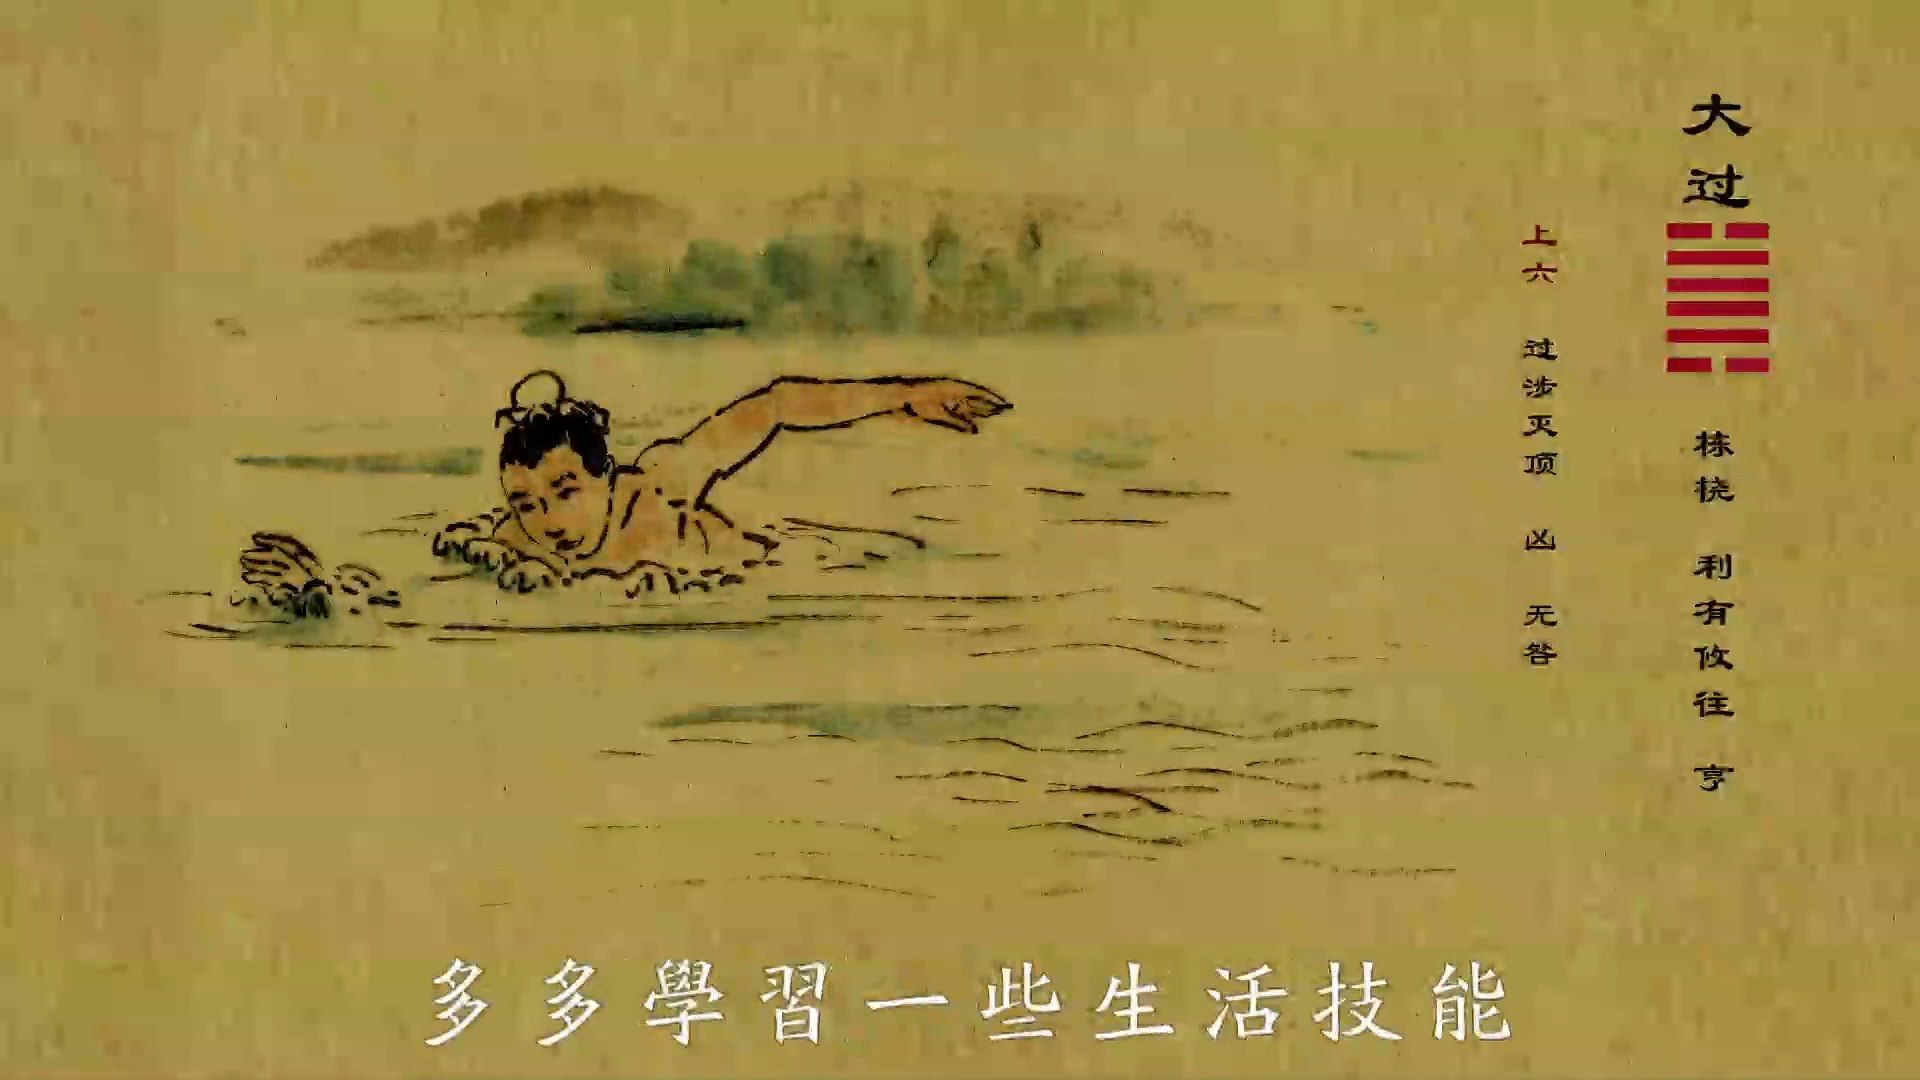 大过
栋桡 利有攸往 亨
上六 过涉灭顶 凶 无咎
多多學習一些生活技能